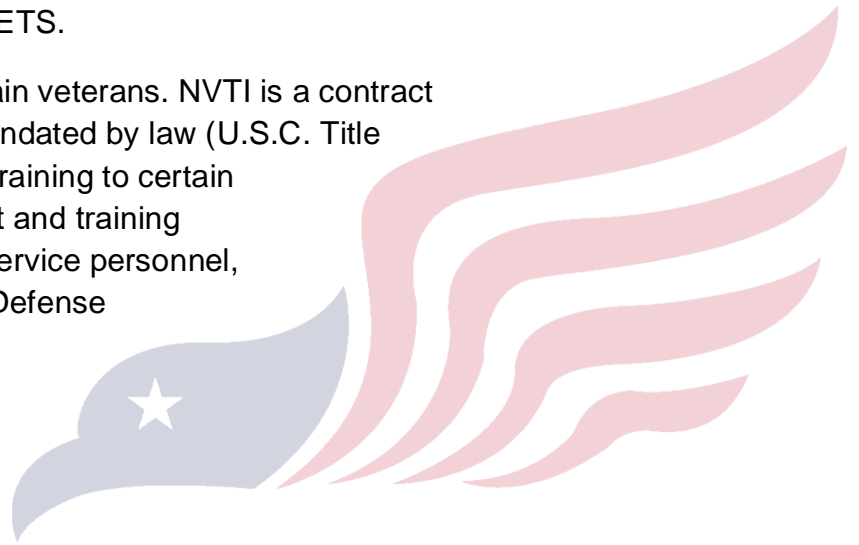 ETS.
ain veterans. NVTI is a contract
ndated by law (U.S.C. Title
raining to certain
t and training
ervice personnel,
Defense